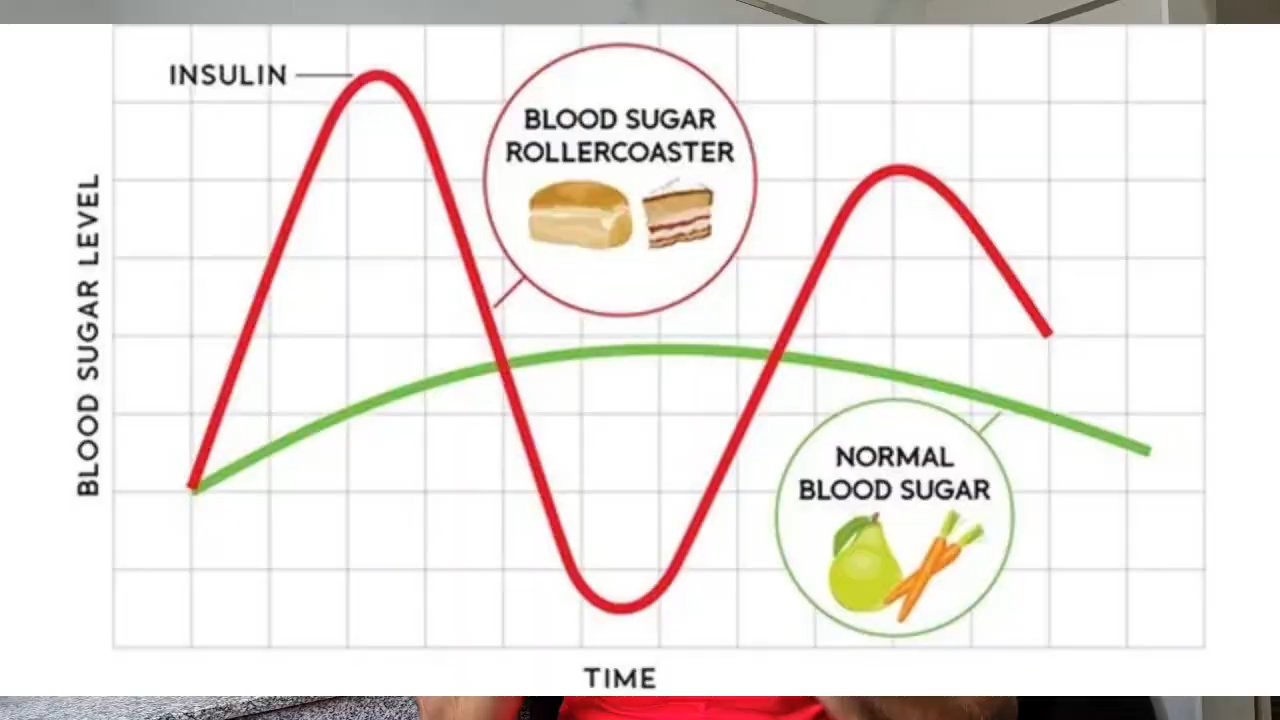 INSULIN
BLOOD SUGAR
ROLLERCOASTER
BLOOD SUGAR LEVEL
NORMAL
BLOOD SUGAR
TIME